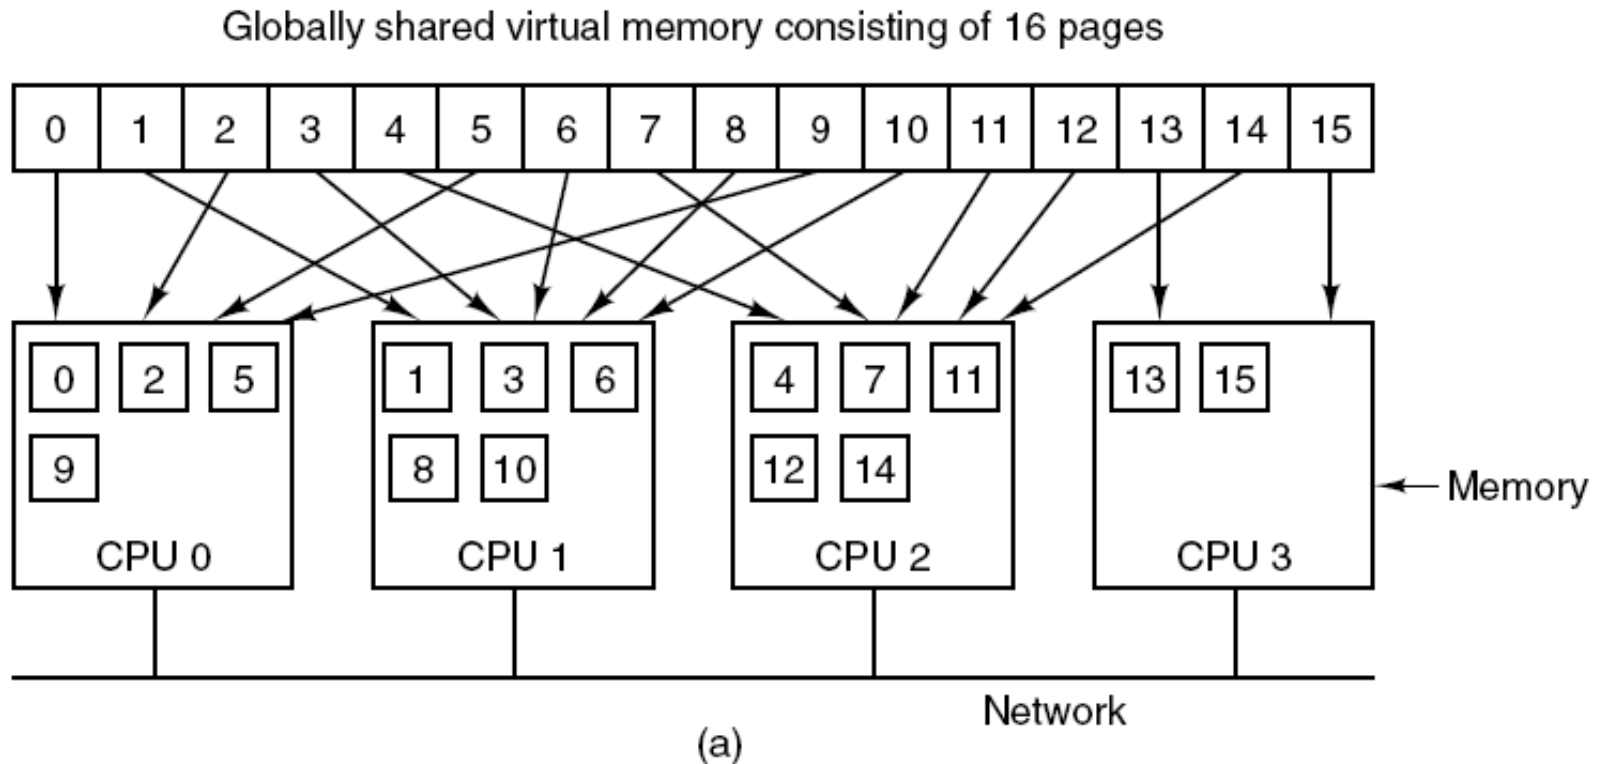 Globally shared virtual memory consisting of 16 pages
0 1 2 3 4 5 6 7 8 9 10 11 12 13 14 15
0 2 5 1 3 6 4 7 11 13 15
9 8 10 12 14
Memory
CPU 0 CPU 1 CPU 2 CPU 3
Network
(a)